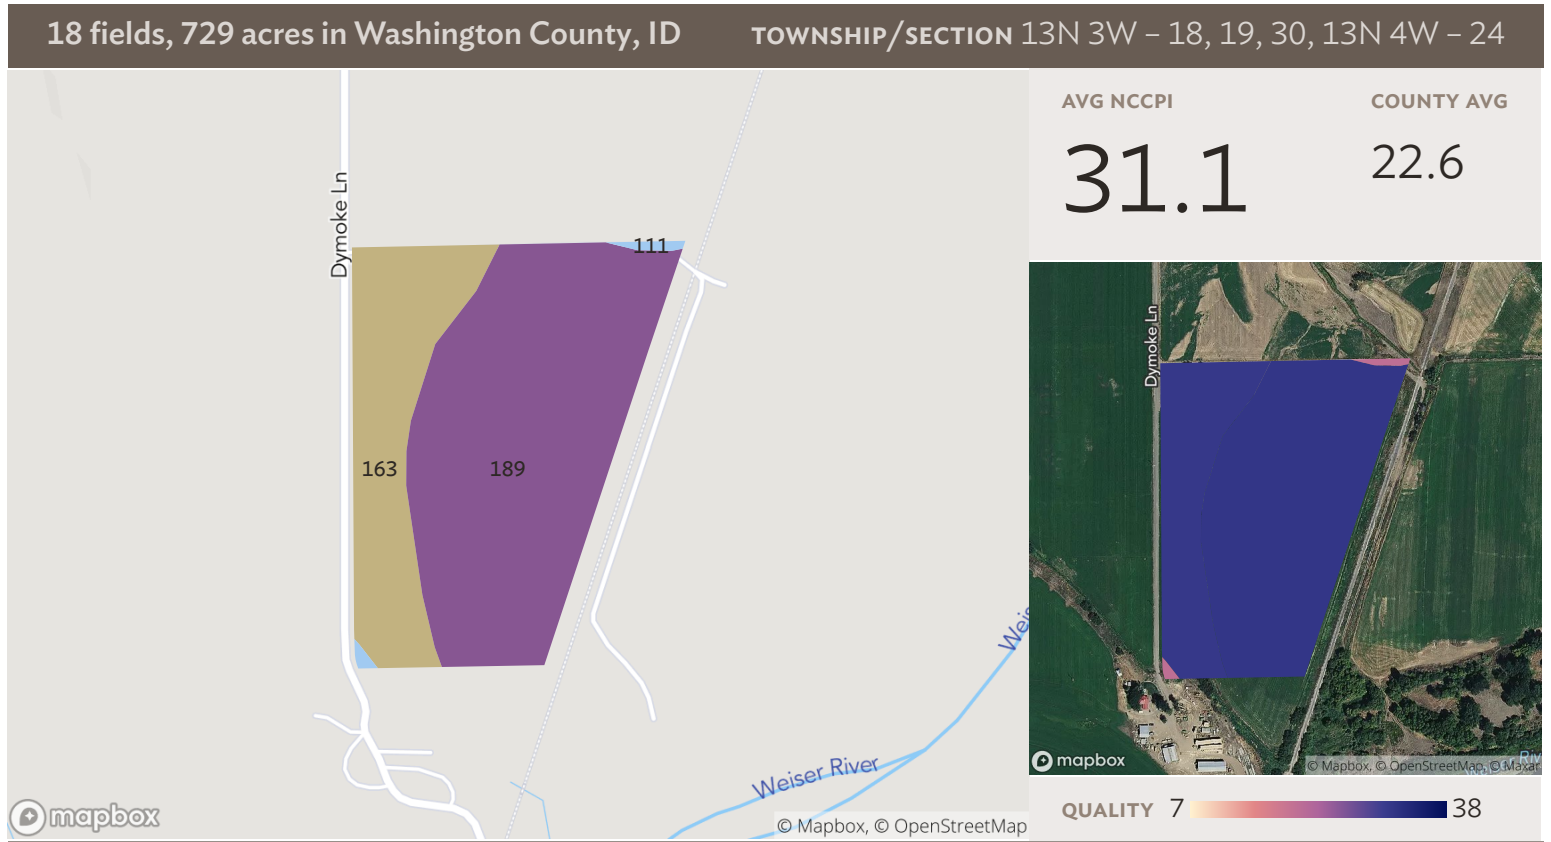 18 fields, 729 acres in Washington County, ID
TOWNSHIP/SECTION 13N 3W – 18, 19, 30, 13N 4W – 24
Dymoke Ln
111
163
189
Weiser River
mapbox
© Mapbox, © OpenStreetMap
AVG NCCPI
COUNTY AVG
31.1
22.6
Dymoke Ln
mapbox
© Mapbox, © OpenStreetMap, © Maxar
QUALITY 7
38